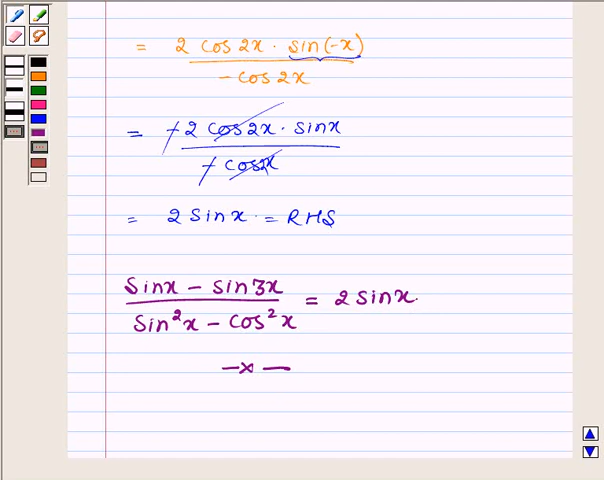 = 2 cos 2x · sin(-x) / - cos 2x
= - 2 cos 2x · sin x / - cos 2x
= 2 sin x · = RHS
sin x - sin 3x / sin²x - cos²x = 2 sin x.
—x—